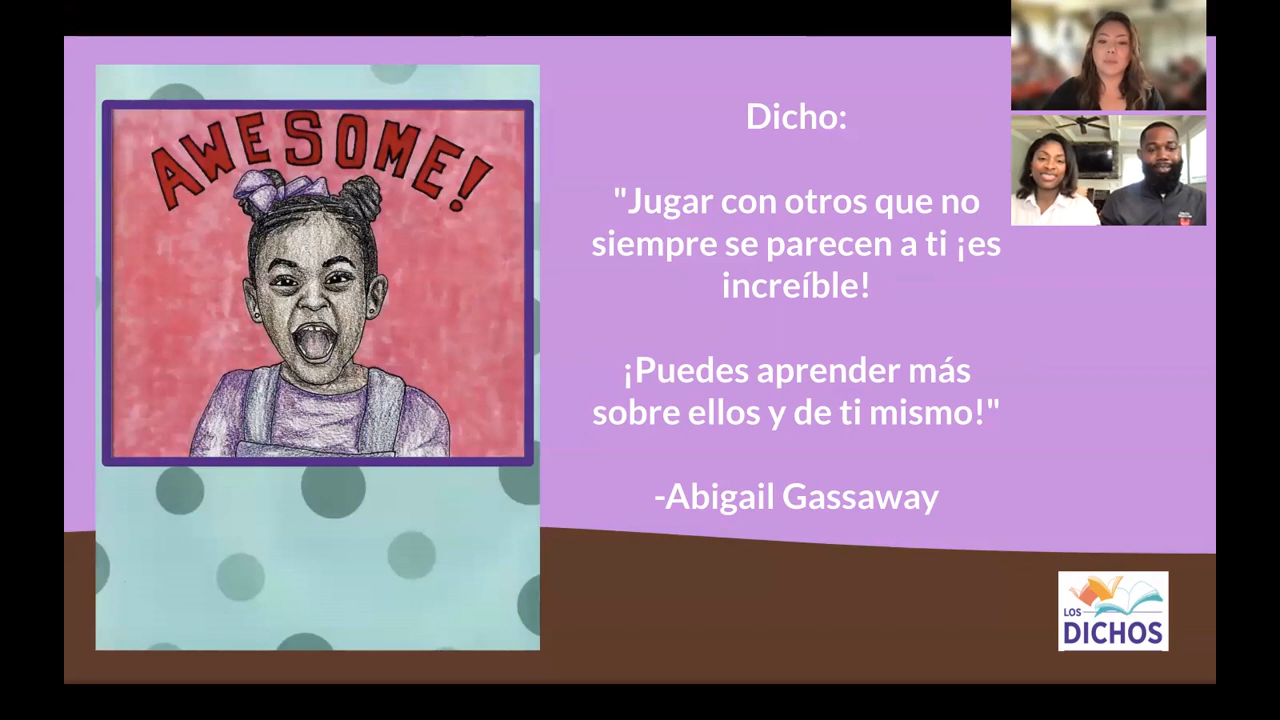 AWESOME!
Dicho:
"Jugar con otros que no
siempre se parecen a ti ¡es
increíble!
¡Puedes aprender más
sobre ellos y de ti mismo!"
-Abigail Gassaway
LOS
DICHOS